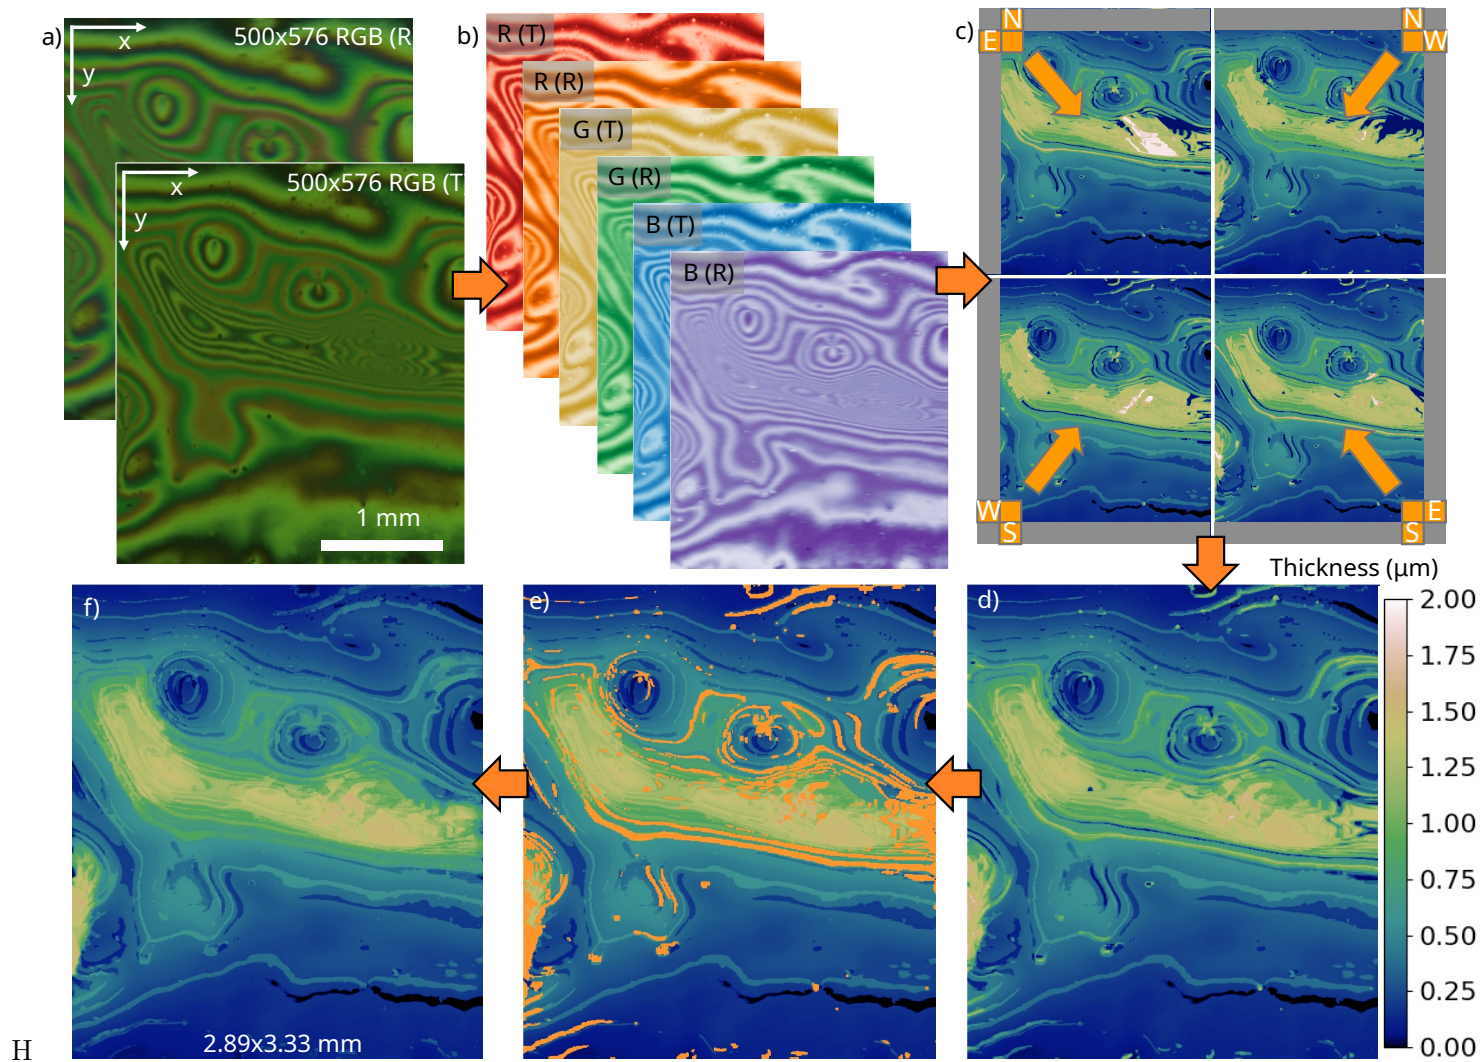 a)
x
y
500x576 RGB (R
x
y
500x576 RGB (T
1 mm
b)
R (T)
R (R)
G (T)
G (R)
B (T)
B (R)
c)
N
E
N
W
W
S
E
S
Thickness (µm)
f)
e)
d)
2.00
1.75
1.50
1.25
1.00
0.75
0.50
0.25
0.00
2.89x3.33 mm
H